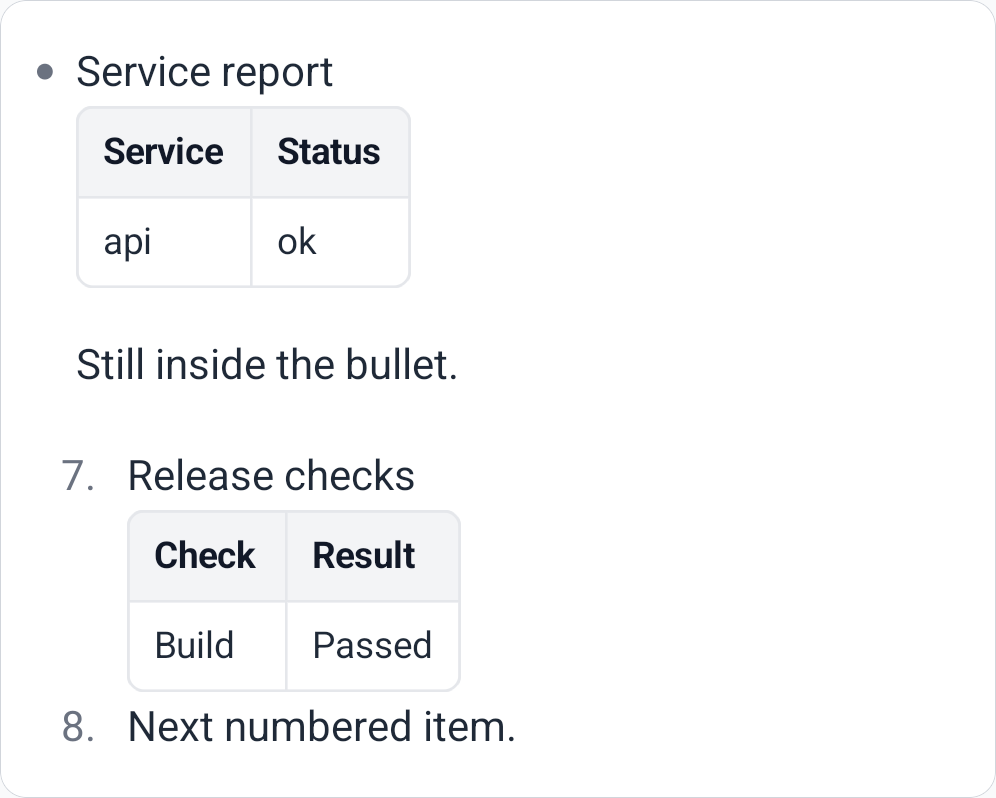 • Service report
Service Status
api ok
Still inside the bullet.
7. Release checks
Check Result
Build Passed
8. Next numbered item.